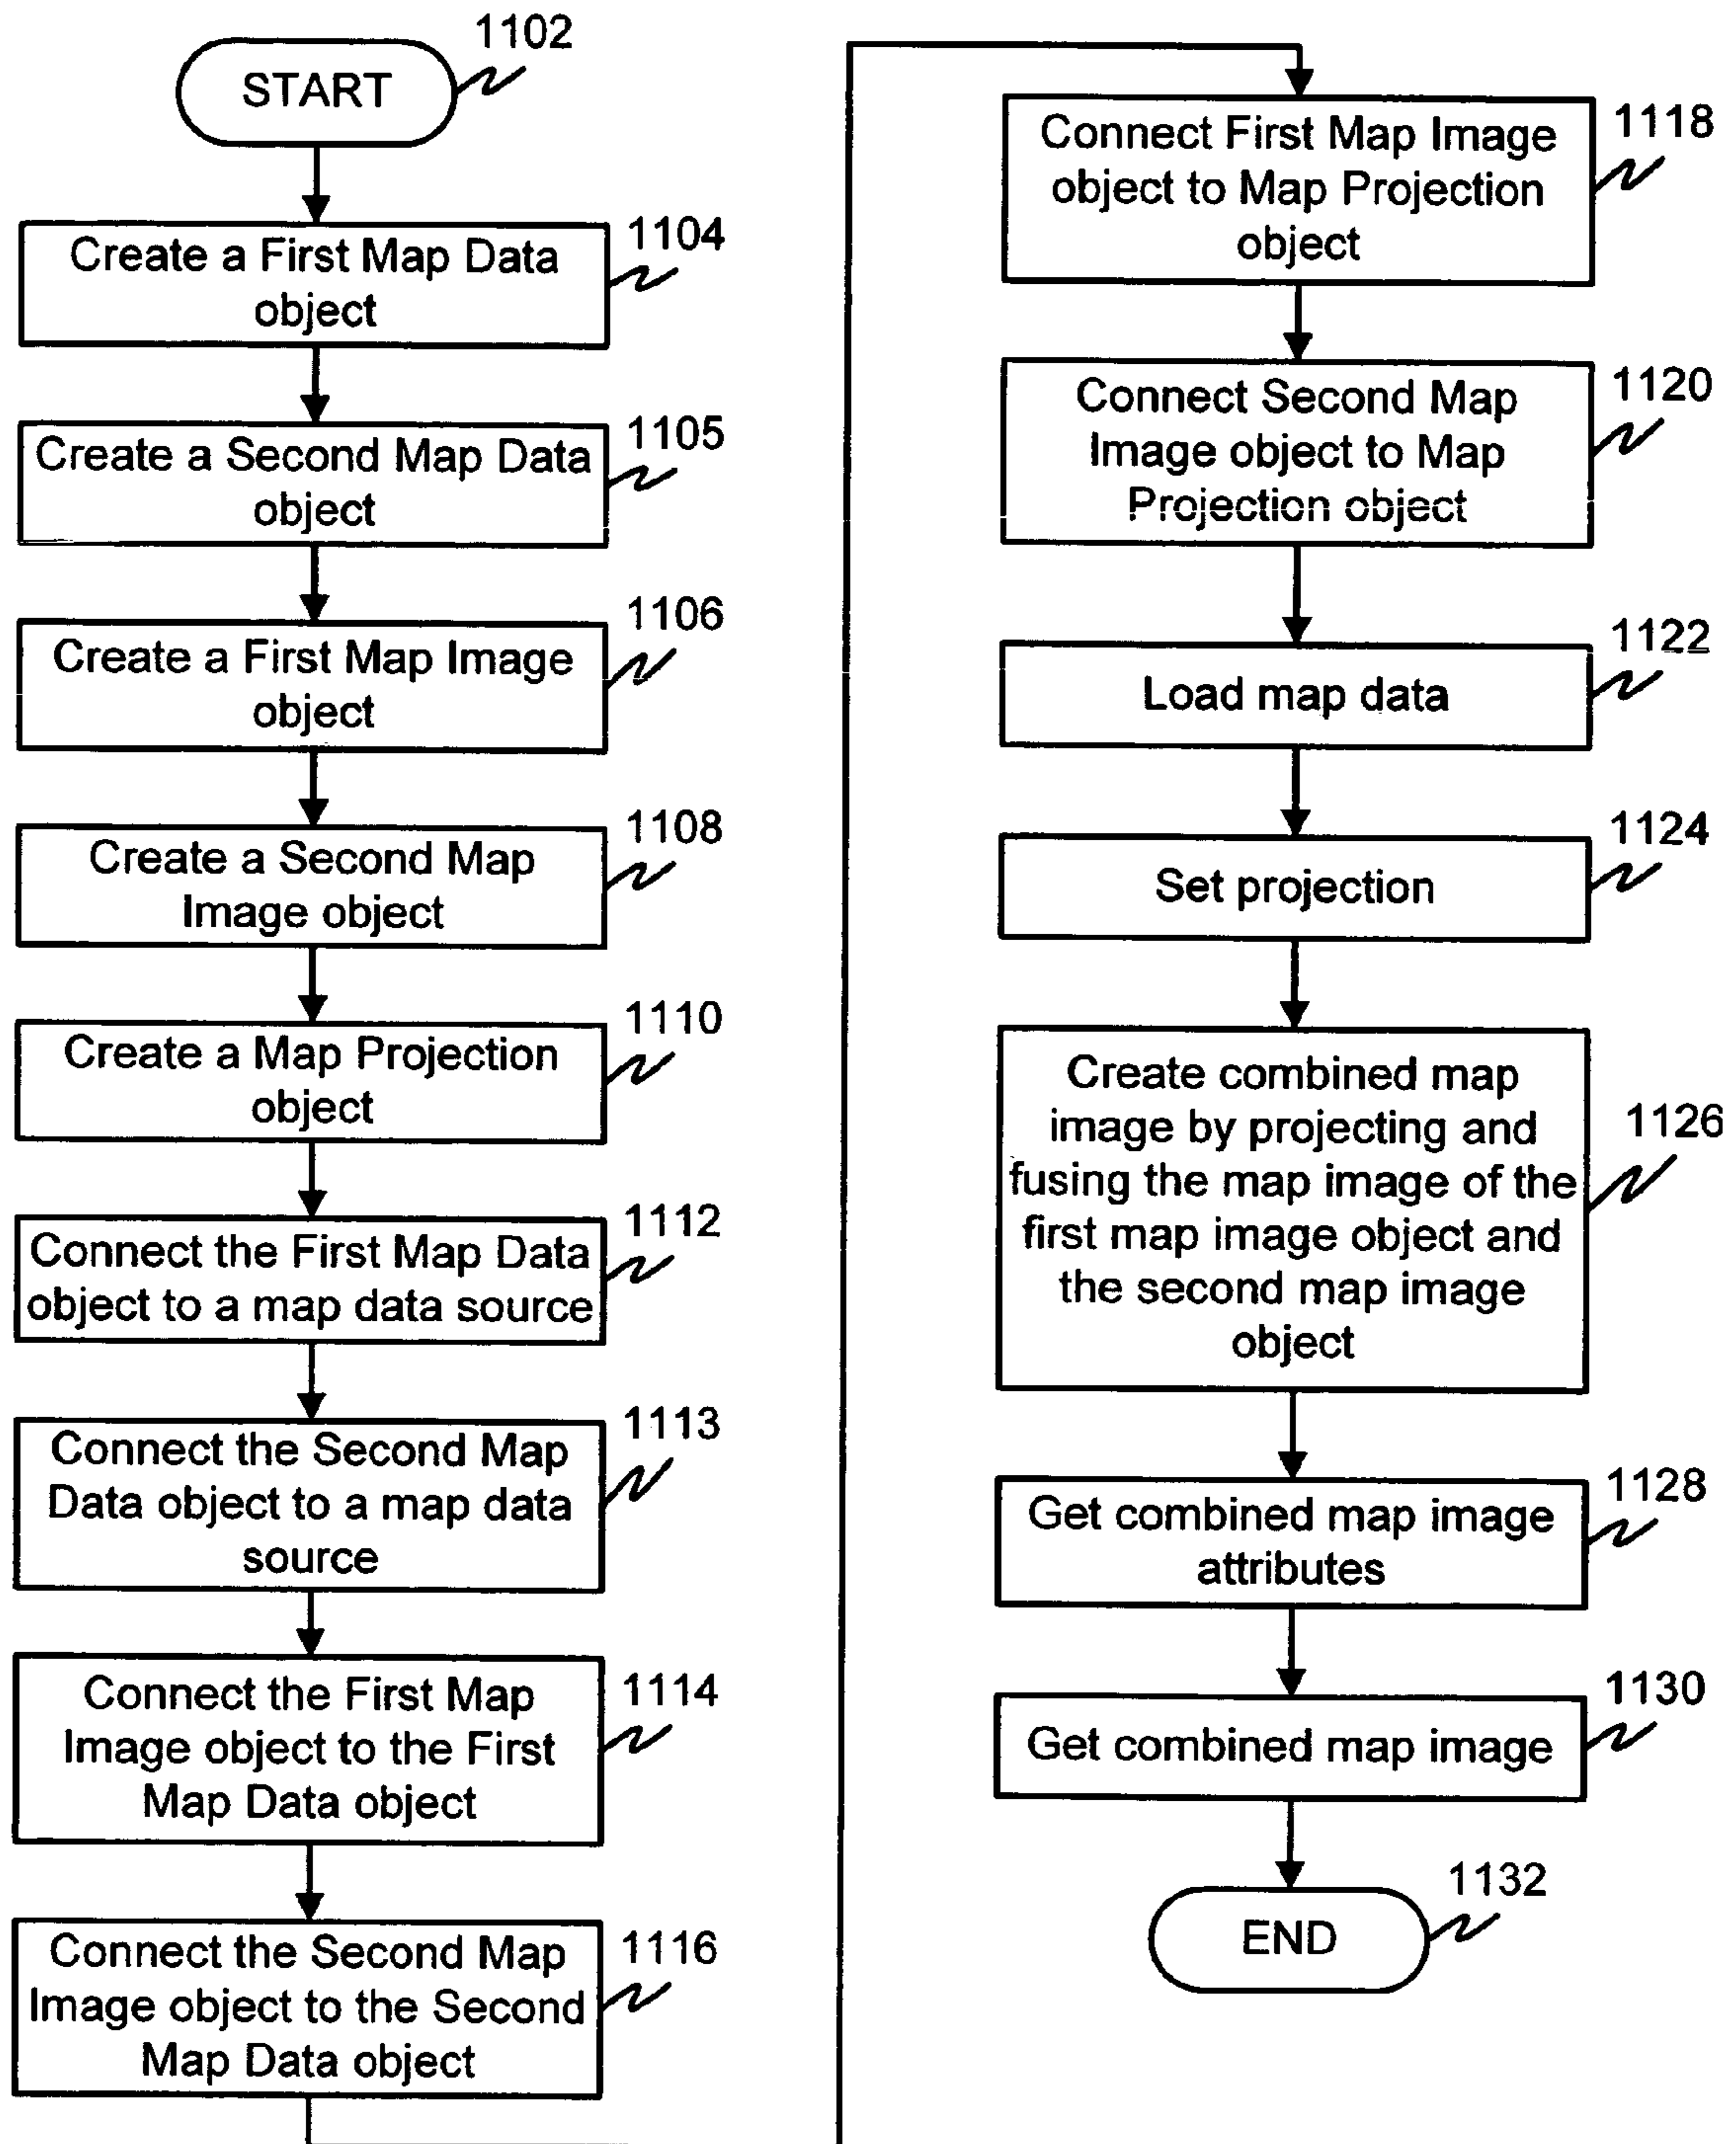 1102
START
1104
Create a First Map Data
object
1105
Create a Second Map Data
object
1106
Create a First Map Image
object
1108
Create a Second Map
Image object
1110
Create a Map Projection
object
1112
Connect the First Map Data
object to a map data source
1113
Connect the Second Map
Data object to a map data
source
1114
Connect the First Map
Image object to the First
Map Data object
1116
Connect the Second Map
Image object to the Second
Map Data object
1118
Connect First Map Image
object to Map Projection
object
1120
Connect Second Map
Image object to Map
Projection object
1122
Load map data
1124
Set projection
1126
Create combined map
image by projecting and
fusing the map image of the
first map image object and
the second map image
object
1128
Get combined map image
attributes
1130
Get combined map image
1132
END